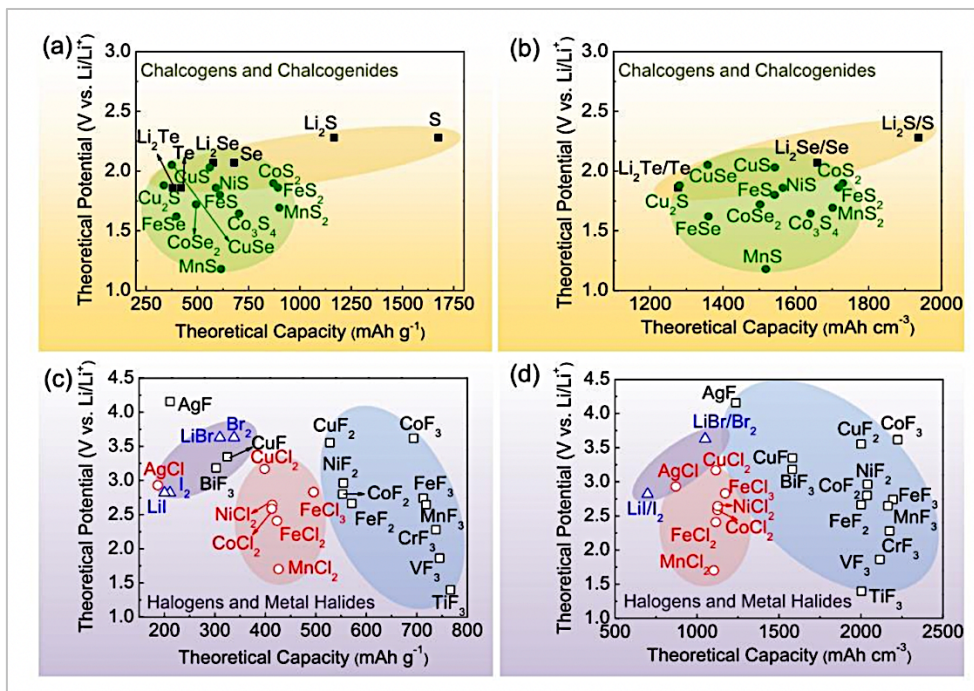 (a)
Theoretical Potential (V vs. Li/Li⁺)
3.0
2.5
2.0
1.5
1.0
Chalcogens and Chalcogenides
Li₂S
S
Li₂Te
Te
Li₂Se
Se
CuS
CoS₂
NiS
FeS₂
Cu₂S
FeS
MnS₂
FeSe
Co₃S₄
CoSe₂
CuSe
MnS
250 500 750 1000 1250 1500 1750
Theoretical Capacity (mAh g⁻¹)
(b)
Theoretical Potential (V vs. Li/Li⁺)
3.0
2.5
2.0
1.5
1.0
Chalcogens and Chalcogenides
Li₂S/S
Li₂Se/Se
Li₂Te/Te
CuS
CuSe
CoS₂
NiS
FeS₂
Cu₂S
FeS
CoSe₂
MnS₂
FeSe
Co₃S₄
MnS
1200 1400 1600 1800 2000
Theoretical Capacity (mAh cm⁻³)
(c)
Theoretical Potential (V vs. Li/Li⁺)
4.5
4.0
3.5
3.0
2.5
2.0
1.5
1.0
AgF
LiBr
Br₂
CuF
CuF₂
CoF₃
AgCl
CuCl₂
I₂
BiF₃
NiF₂
LiI
CoF₂
FeF₃
NiCl₂
FeCl₃
FeF₂
MnF₃
CoCl₂
FeCl₂
CrF₃
MnCl₂
VF₃
TiF₃
Halogens and Metal Halides
200 300 400 500 600 700 800
Theoretical Capacity (mAh g⁻¹)
(d)
Theoretical Potential (V vs. Li/Li⁺)
4.5
4.0
3.5
3.0
2.5
2.0
1.5
1.0
AgF
LiBr/Br₂
CuF₂
CoF₃
CuCl₂
CuF
AgCl
BiF₃
NiF₂
LiI/I₂
FeCl₃
CoF₂
NiCl₂
FeF₃
FeCl₂
CoCl₂
FeF₂
MnF₃
CrF₃
MnCl₂
VF₃
TiF₃
Halogens and Metal Halides
500 1000 1500 2000 2500
Theoretical Capacity (mAh cm⁻³)